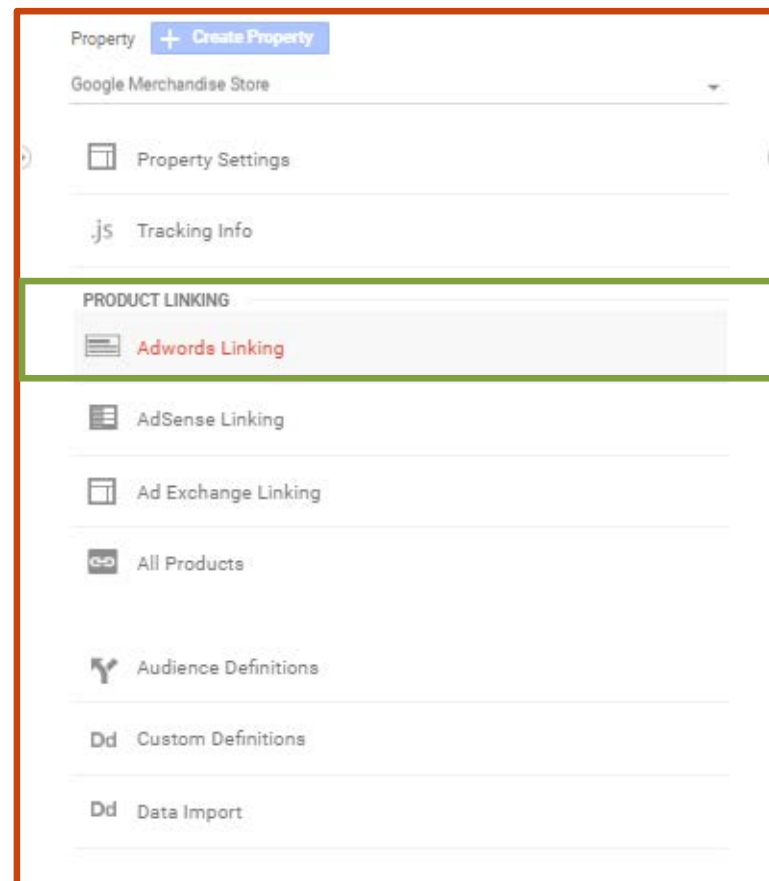 Property + Create Property
Google Merchandise Store
Property Settings
.js Tracking Info
PRODUCT LINKING
Adwords Linking
AdSense Linking
Ad Exchange Linking
All Products
Audience Definitions
Dd Custom Definitions
Dd Data Import